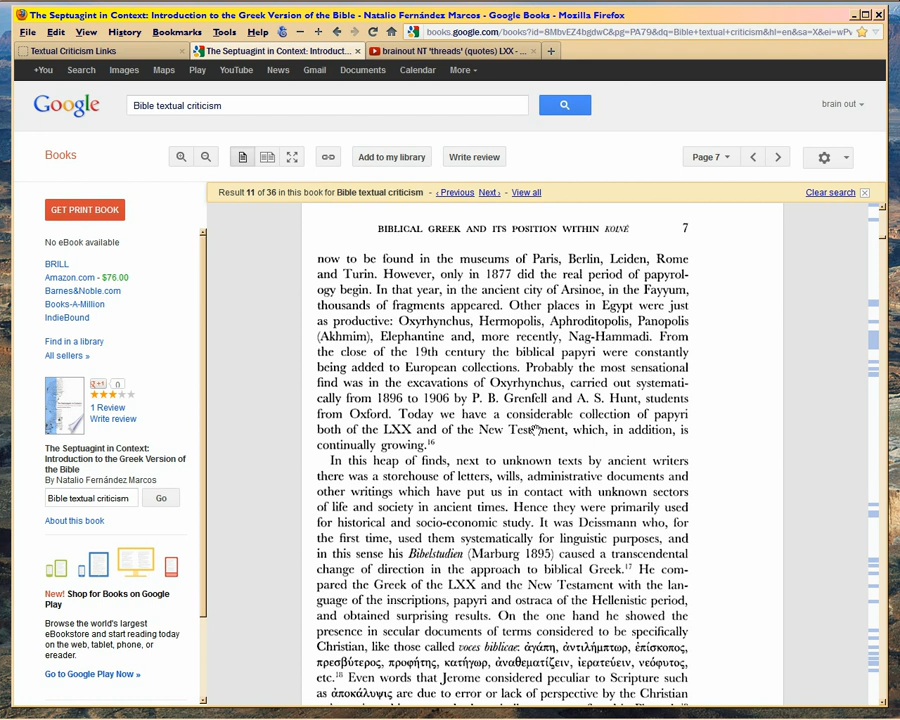 The Septuagint in Context: Introduction to the Greek Version of the Bible - Natalio Fernández Marcos - Google Books - Mozilla Firefox
File Edit View History Bookmarks Tools Help
books.google.com/books?id=8MbvEZ4bgdwC&pg=PA79&dq=Bible+textual+criticism&hl=en&sa=X&ei=wPv
Textual Criticism Links
The Septuagint in Context: Introduct...
brainout NT 'threads' (quotes) LXX - ...
+You Search Images Maps Play YouTube News Gmail Documents Calendar More
Google
Bible textual criticism
brain out
Books
Add to my library
Write review
Page 7
Result 11 of 36 in this book for Bible textual criticism - ‹ Previous Next › - View all
Clear search
GET PRINT BOOK
No eBook available
BRILL
Amazon.com - $76.00
Barnes&Noble.com
Books-A-Million
IndieBound
Find in a library
All sellers »
+1 0
1 Review
Write review
The Septuagint in Context:
Introduction to the Greek Version of
the Bible
By Natalio Fernández Marcos
Bible textual criticism
Go
About this book
New! Shop for Books on Google
Play
Browse the world's largest
eBookstore and start reading today
on the web, tablet, phone, or
ereader.
Go to Google Play Now »
BIBLICAL GREEK AND ITS POSITION WITHIN KOINÉ 7
now to be found in the museums of Paris, Berlin, Leiden, Rome
and Turin. However, only in 1877 did the real period of papyrol-
ogy begin. In that year, in the ancient city of Arsinoe, in the Fayyum,
thousands of fragments appeared. Other places in Egypt were just
as productive: Oxyrhynchus, Hermopolis, Aphroditopolis, Panopolis
(Akhmim), Elephantine and, more recently, Nag-Hammadi. From
the close of the 19th century the biblical papyri were constantly
being added to European collections. Probably the most sensational
find was in the excavations of Oxyrhynchus, carried out systemati-
cally from 1896 to 1906 by P. B. Grenfell and A. S. Hunt, students
from Oxford. Today we have a considerable collection of papyri
both of the LXX and of the New Testament, which, in addition, is
continually growing.16
In this heap of finds, next to unknown texts by ancient writers
there was a storehouse of letters, wills, administrative documents and
other writings which have put us in contact with unknown sectors
of life and society in ancient times. Hence they were primarily used
for historical and socio-economic study. It was Deissmann who, for
the first time, used them systematically for linguistic purposes, and
in this sense his Bibelstudien (Marburg 1895) caused a transcendental
change of direction in the approach to biblical Greek.17 He com-
pared the Greek of the LXX and the New Testament with the lan-
guage of the inscriptions, papyri and ostraca of the Hellenistic period,
and obtained surprising results. On the one hand he showed the
presence in secular documents of terms considered to be specifically
Christian, like those called voces biblicae: ἀγάπη, ἀντιλήμπτωρ, ἐπίσκοπος,
πρεσβύτερος, προφήτης, κατήγωρ, ἀναθεματίζειν, ἱερατεύειν, νεόφυτος,
etc.18 Even words that Jerome considered peculiar to Scripture such
as ἀποκάλυψις are due to error or lack of perspective by the Christian